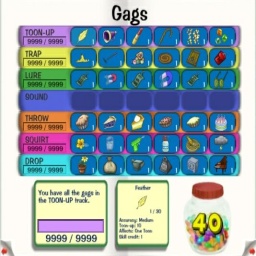 Gags
TOON-UP
9999 / 9999
TRAP
9999 / 9999
LURE
9999 / 9999
SOUND
THROW
9999 / 9999
SQUIRT
9999 / 9999
DROP
9999 / 9999
You have all the gags in
the TOON-UP track.
9999 / 9999
Feather
1 / 30
Accuracy: Medium
Toon-up: 10
Affects: One Toon
Skill credit: 1
40